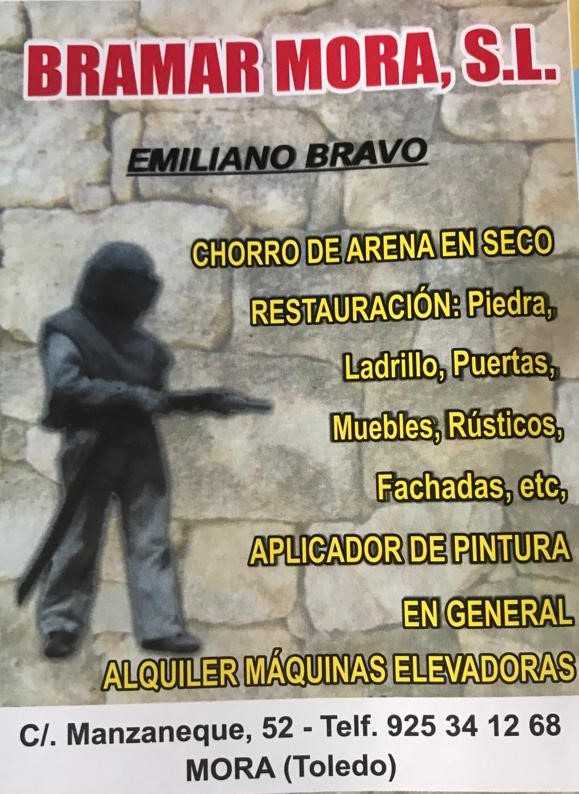 BRAMAR MORA, S.L.
EMILIANO BRAVO
CHORRO DE ARENA EN SECO
RESTAURACIÓN: Piedra,
Ladrillo, Puertas,
Muebles, Rústicos,
Fachadas, etc,
APLICADOR DE PINTURA
EN GENERAL
ALQUILER MÁQUINAS ELEVADORAS
C/. Manzaneque, 52 - Telf. 925 34 12 68
MORA (Toledo)